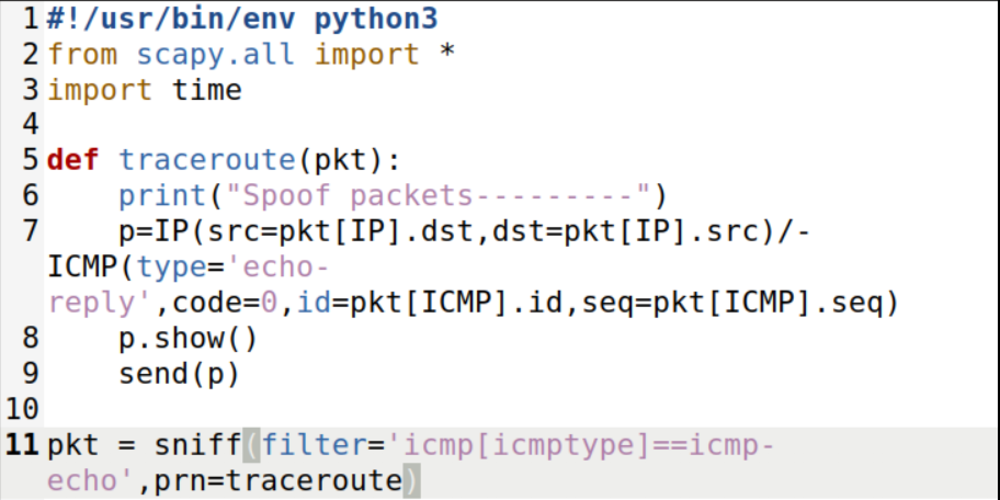 1 #!/usr/bin/env python3
2 from scapy.all import *
3 import time
4
5 def traceroute(pkt):
6     print("Spoof packets---------")
7     p=IP(src=pkt[IP].dst,dst=pkt[IP].src)/-
ICMP(type='echo-
reply',code=0,id=pkt[ICMP].id,seq=pkt[ICMP].seq)
8     p.show()
9     send(p)
10
11 pkt = sniff(filter='icmp[icmptype]==icmp-
echo',prn=traceroute)